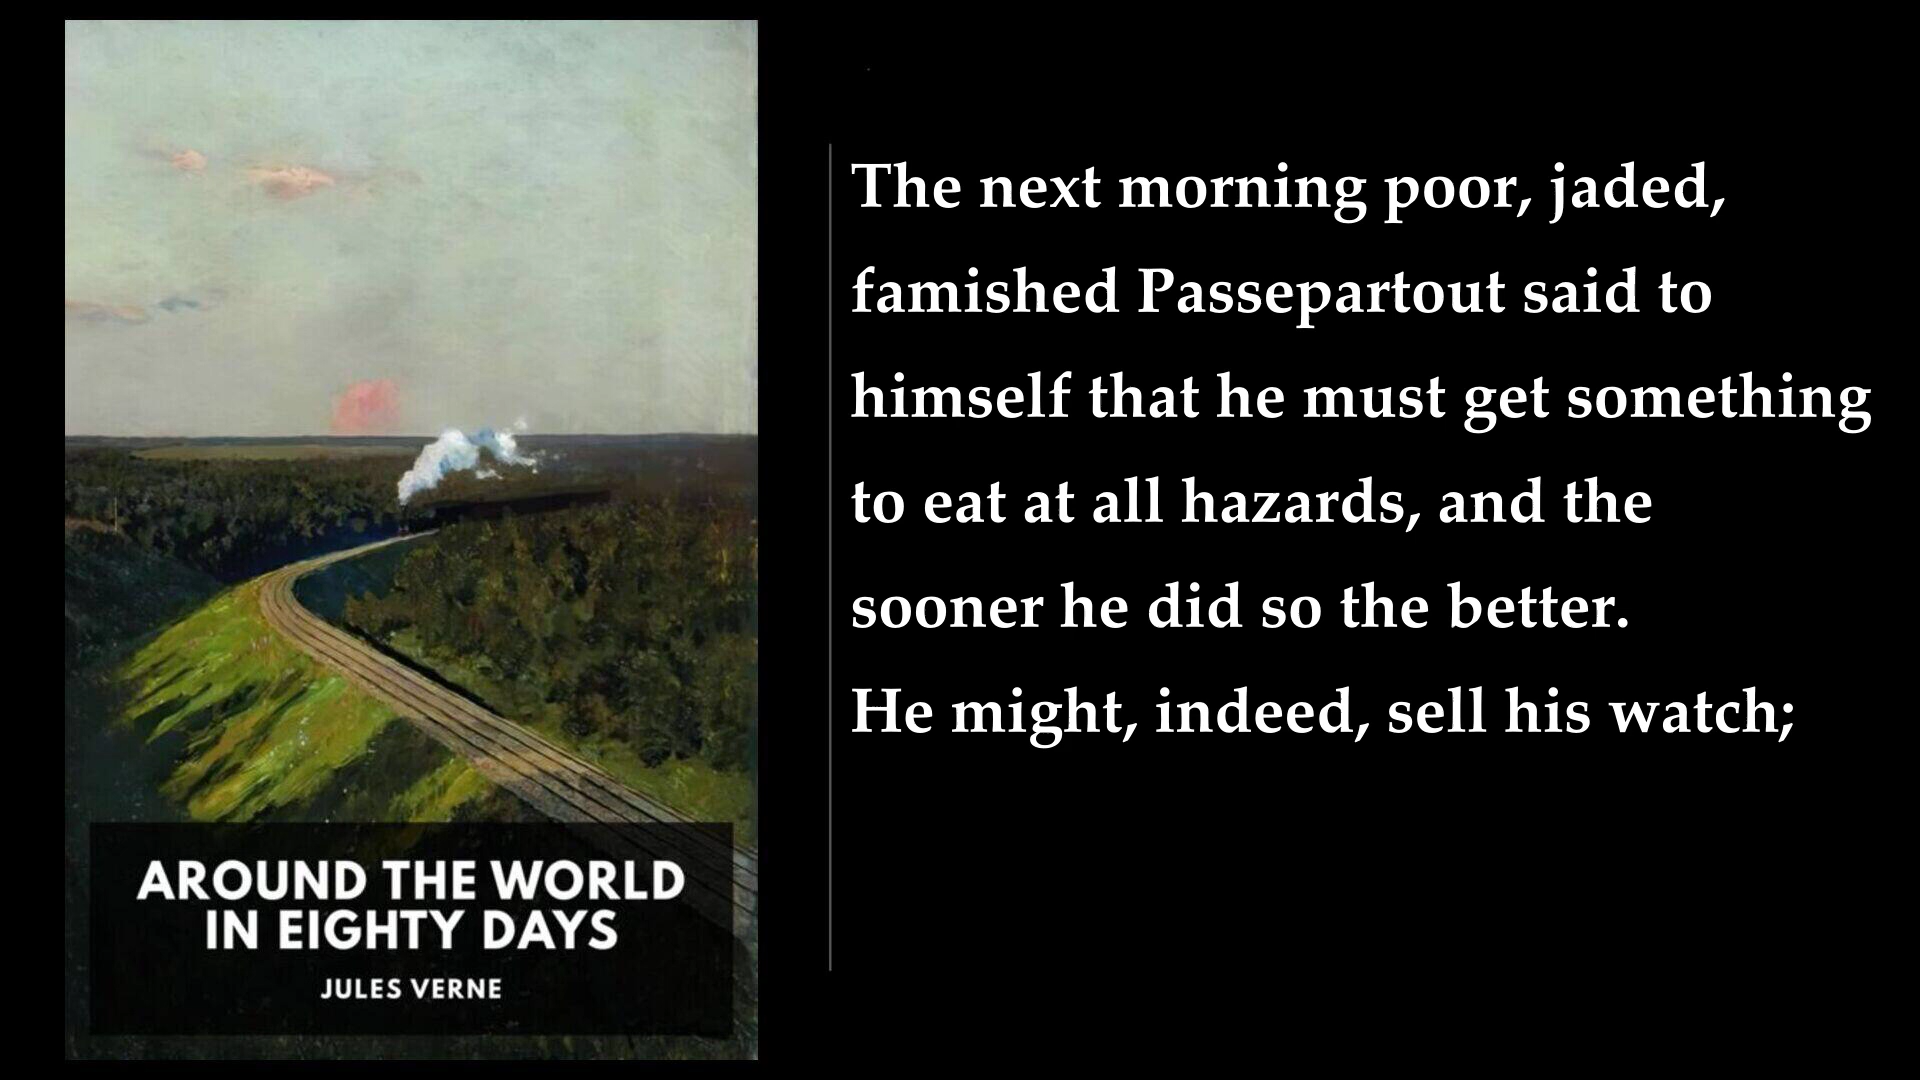 The next morning poor, jaded,
famished Passepartout said to
himself that he must get something
to eat at all hazards, and the
sooner he did so the better.
He might, indeed, sell his watch;
AROUND THE WORLD
IN EIGHTY DAYS
JULES VERNE